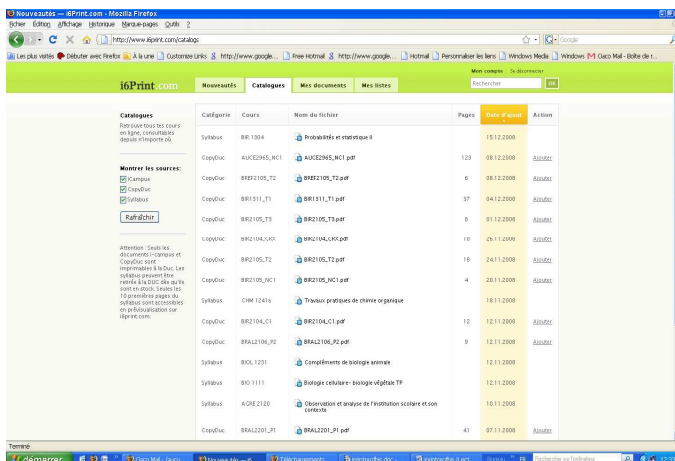 Nouveautés — i6Print.com - Mozilla Firefox
Fichier Édition Affichage Historique Marque-pages Outils ?
http://www.i6print.com/catalogs
Google
Les plus visités Débuter avec Firefox À la une Customize Links http://www.google.... Free Hotmail http://www.google... Hotmail Personnaliser les liens Windows Media Windows
Mon compte Se déconnecter
i6Print.com Nouveautés Catalogues Mes documents Mes listes Rechercher OK
Catalogues
Retrouve tous tes cours
en ligne, consultables
depuis n'importe où.
Montrer les sources:
iCampus
CopyDuc
Syllabus
Rafraîchir
Attention : Seuls les
documents i-campus et
CopyDuc sont
imprimables à la Duc. Les
syllabus peuvent être
retirés à la DUC dès qu'ils
sont en stock. Seules les
10 premières pages du
syllabus sont accessibles
en prévisualisation sur
i6print.com.
Catégorie Cours Nom du fichier Pages Date d'ajout Action
Syllabus BIR 1304 Probabilités et statistique II 15.12.2008
CopyDuc AUCE2965_NC1 AUCE2965_NC1.pdf 123 08.12.2008 Ajouter
CopyDuc BREF2105_T2 BREF2105_T2.pdf 6 08.12.2008 Ajouter
CopyDuc BIR1311_T1 BIR1311_T1.pdf 37 04.12.2008 Ajouter
CopyDuc BIR2105_T3 BIR2105_T3.pdf 8 01.12.2008 Ajouter
CopyDuc BIR2104_CRX BIR2104_CRX.pdf 10 26.11.2008 Ajouter
CopyDuc BIR2105_T2 BIR2105_T2.pdf 18 24.11.2008 Ajouter
CopyDuc BIR2105_NC1 BIR2105_NC1.pdf 4 20.11.2008 Ajouter
Syllabus CHM 1241a Travaux pratiques de chimie organique 18.11.2008
CopyDuc BIR2104_C1 BIR2104_C1.pdf 12 12.11.2008 Ajouter
CopyDuc BRAL2106_P2 BRAL2106_P2.pdf 9 12.11.2008 Ajouter
Syllabus BIOL 1231 Compléments de biologie animale 12.11.2008
Syllabus BIO 1111 Biologie cellulaire- biologie végétale TP 12.11.2008
Syllabus AGRE 2120 Observation et analyse de l'institution scolaire et son
contexte 10.11.2008
CopyDuc BRAL2201_P1 BRAL2201_P1.pdf 41 07.11.2008 Ajouter
Terminé
démarrer Nouveautés — i6... Téléchargements Bureau FR Rechercher sur l'ordinateur